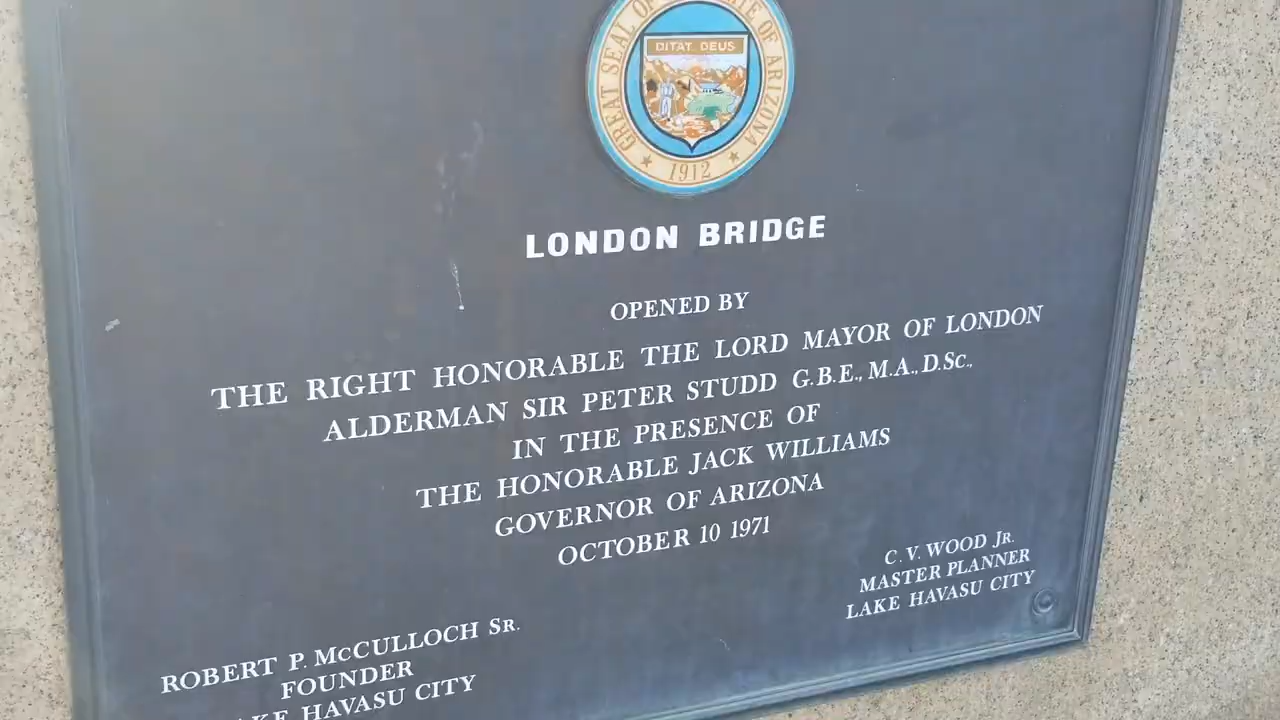 GREAT SEAL OF STATE OF ARIZONA
DITAT DEUS
1912
LONDON BRIDGE
OPENED BY
THE RIGHT HONORABLE THE LORD MAYOR OF LONDON
ALDERMAN SIR PETER STUDD G.B.E., M.A., D.Sc.,
IN THE PRESENCE OF
THE HONORABLE JACK WILLIAMS
GOVERNOR OF ARIZONA
OCTOBER 10 1971
C. V. WOOD JR.
MASTER PLANNER
LAKE HAVASU CITY
ROBERT P. McCULLOCH SR.
FOUNDER
LAKE HAVASU CITY